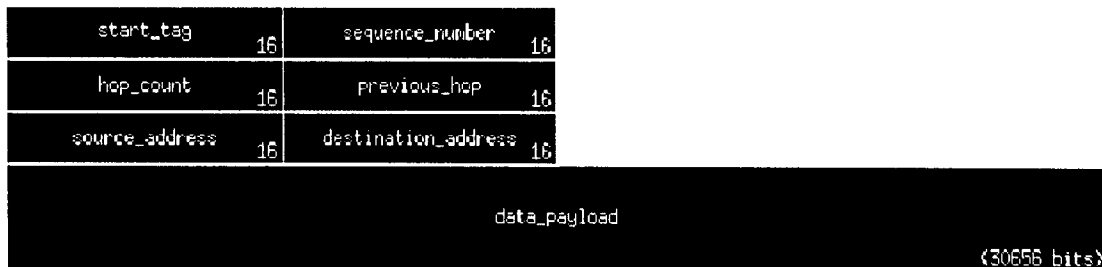 start_tag 16 sequence_number 16
hop_count 16 previous_hop 16
source_address 16 destination_address 16
data_payload
(30656 bits)